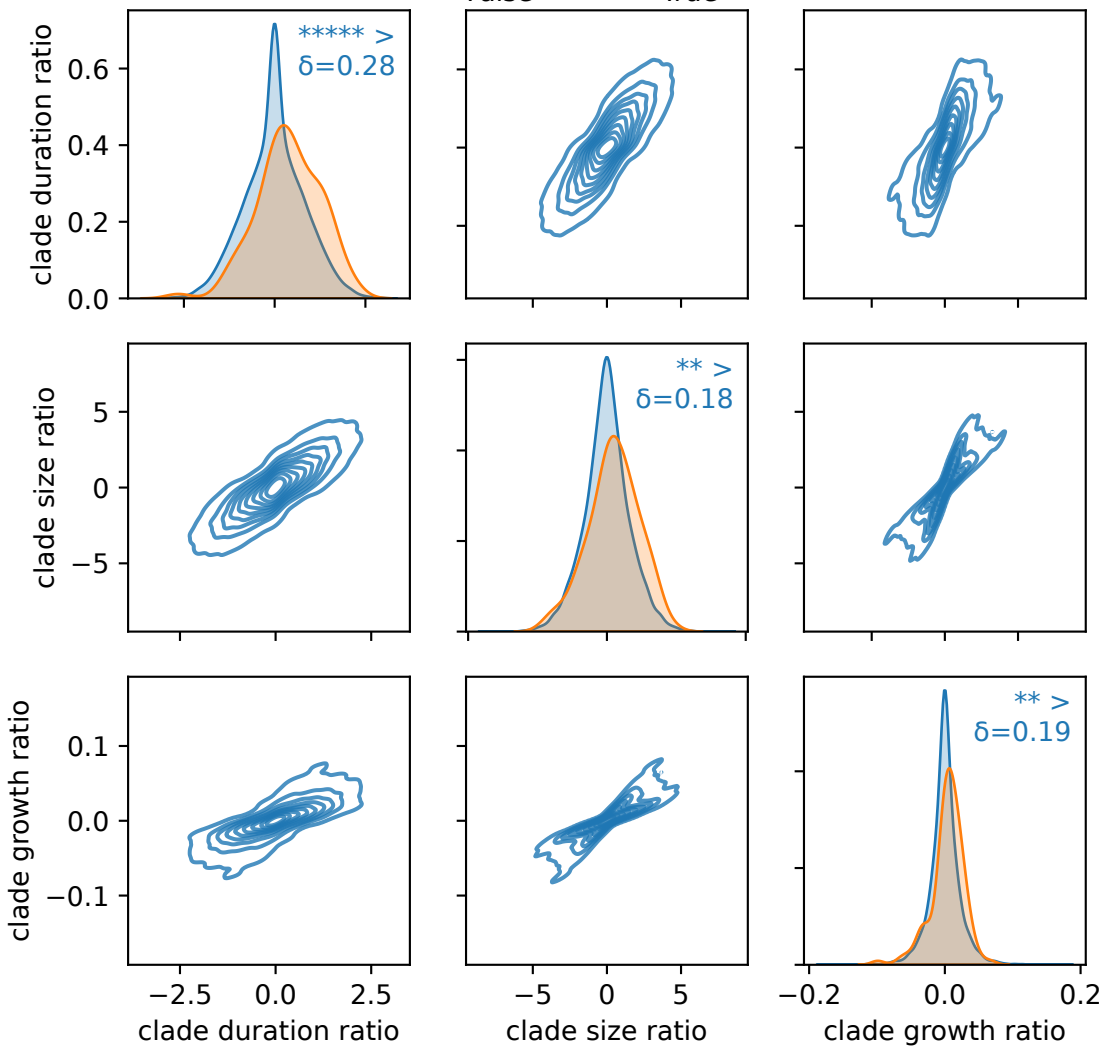 ***** >
δ=0.28
clade duration ratio
0.6
0.4
0.2
0.0
** >
δ=0.18
clade size ratio
5
0
−5
** >
δ=0.19
clade growth ratio
0.1
0.0
−0.1
−2.5 0.0 2.5 −5 0 5 −0.2 0.0 0.2
clade duration ratio clade size ratio clade growth ratio